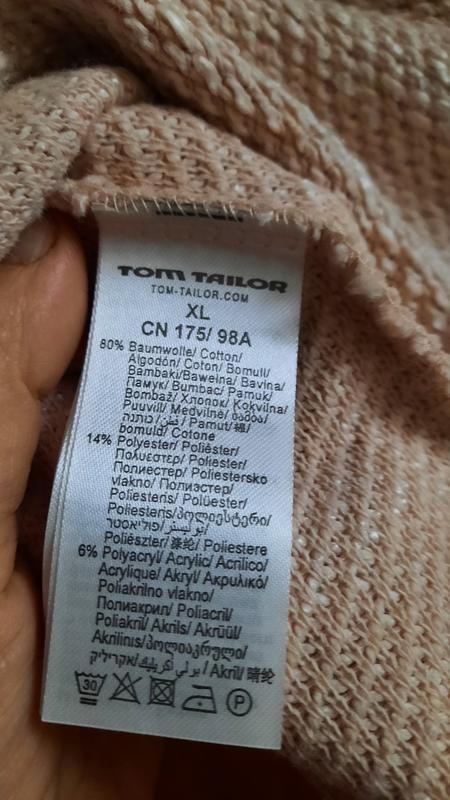 TOM TAILOR
TOM-TAILOR.COM
XL
CN 175/ 98A
80% Baumwolle/ Cotton/
Algodón/ Coton/ Bomull/
Bambaki/Bawełna/ Bavlna/
Памук/ Bumbac/ Pamuk/
Bombaž/ Хлопок/ Kokvilna/
Puuvill/ Medvilnė/ ბამბა/
כותנה /قطن/ Pamut/棉/
bomuld/ Cotone
14% Polyester/ Poliéster/
Πολυεστερ/ Poliester/
Полиестер/ Poliestersko
vlakno/ Полиэстер/
Poliesteris/ Polüester/
Poliesteris/პოლიესტერი/
פוליאסטר/بوليستر/
Poliészter/ 涤纶/ Poliestere
6% Polyacryl/ Acrylic/ Acrílico/
Acrylique/ Akryl/ Ακρυλικό/
Poliakrilno vlakno/
Полиакрил/ Poliacril/
Poliakril/ Akrils/ Akrüül/
Akrilinis/პოლიაკრული/
אקריליק/بولي أكريليك/ Akril/ 腈纶
30 P